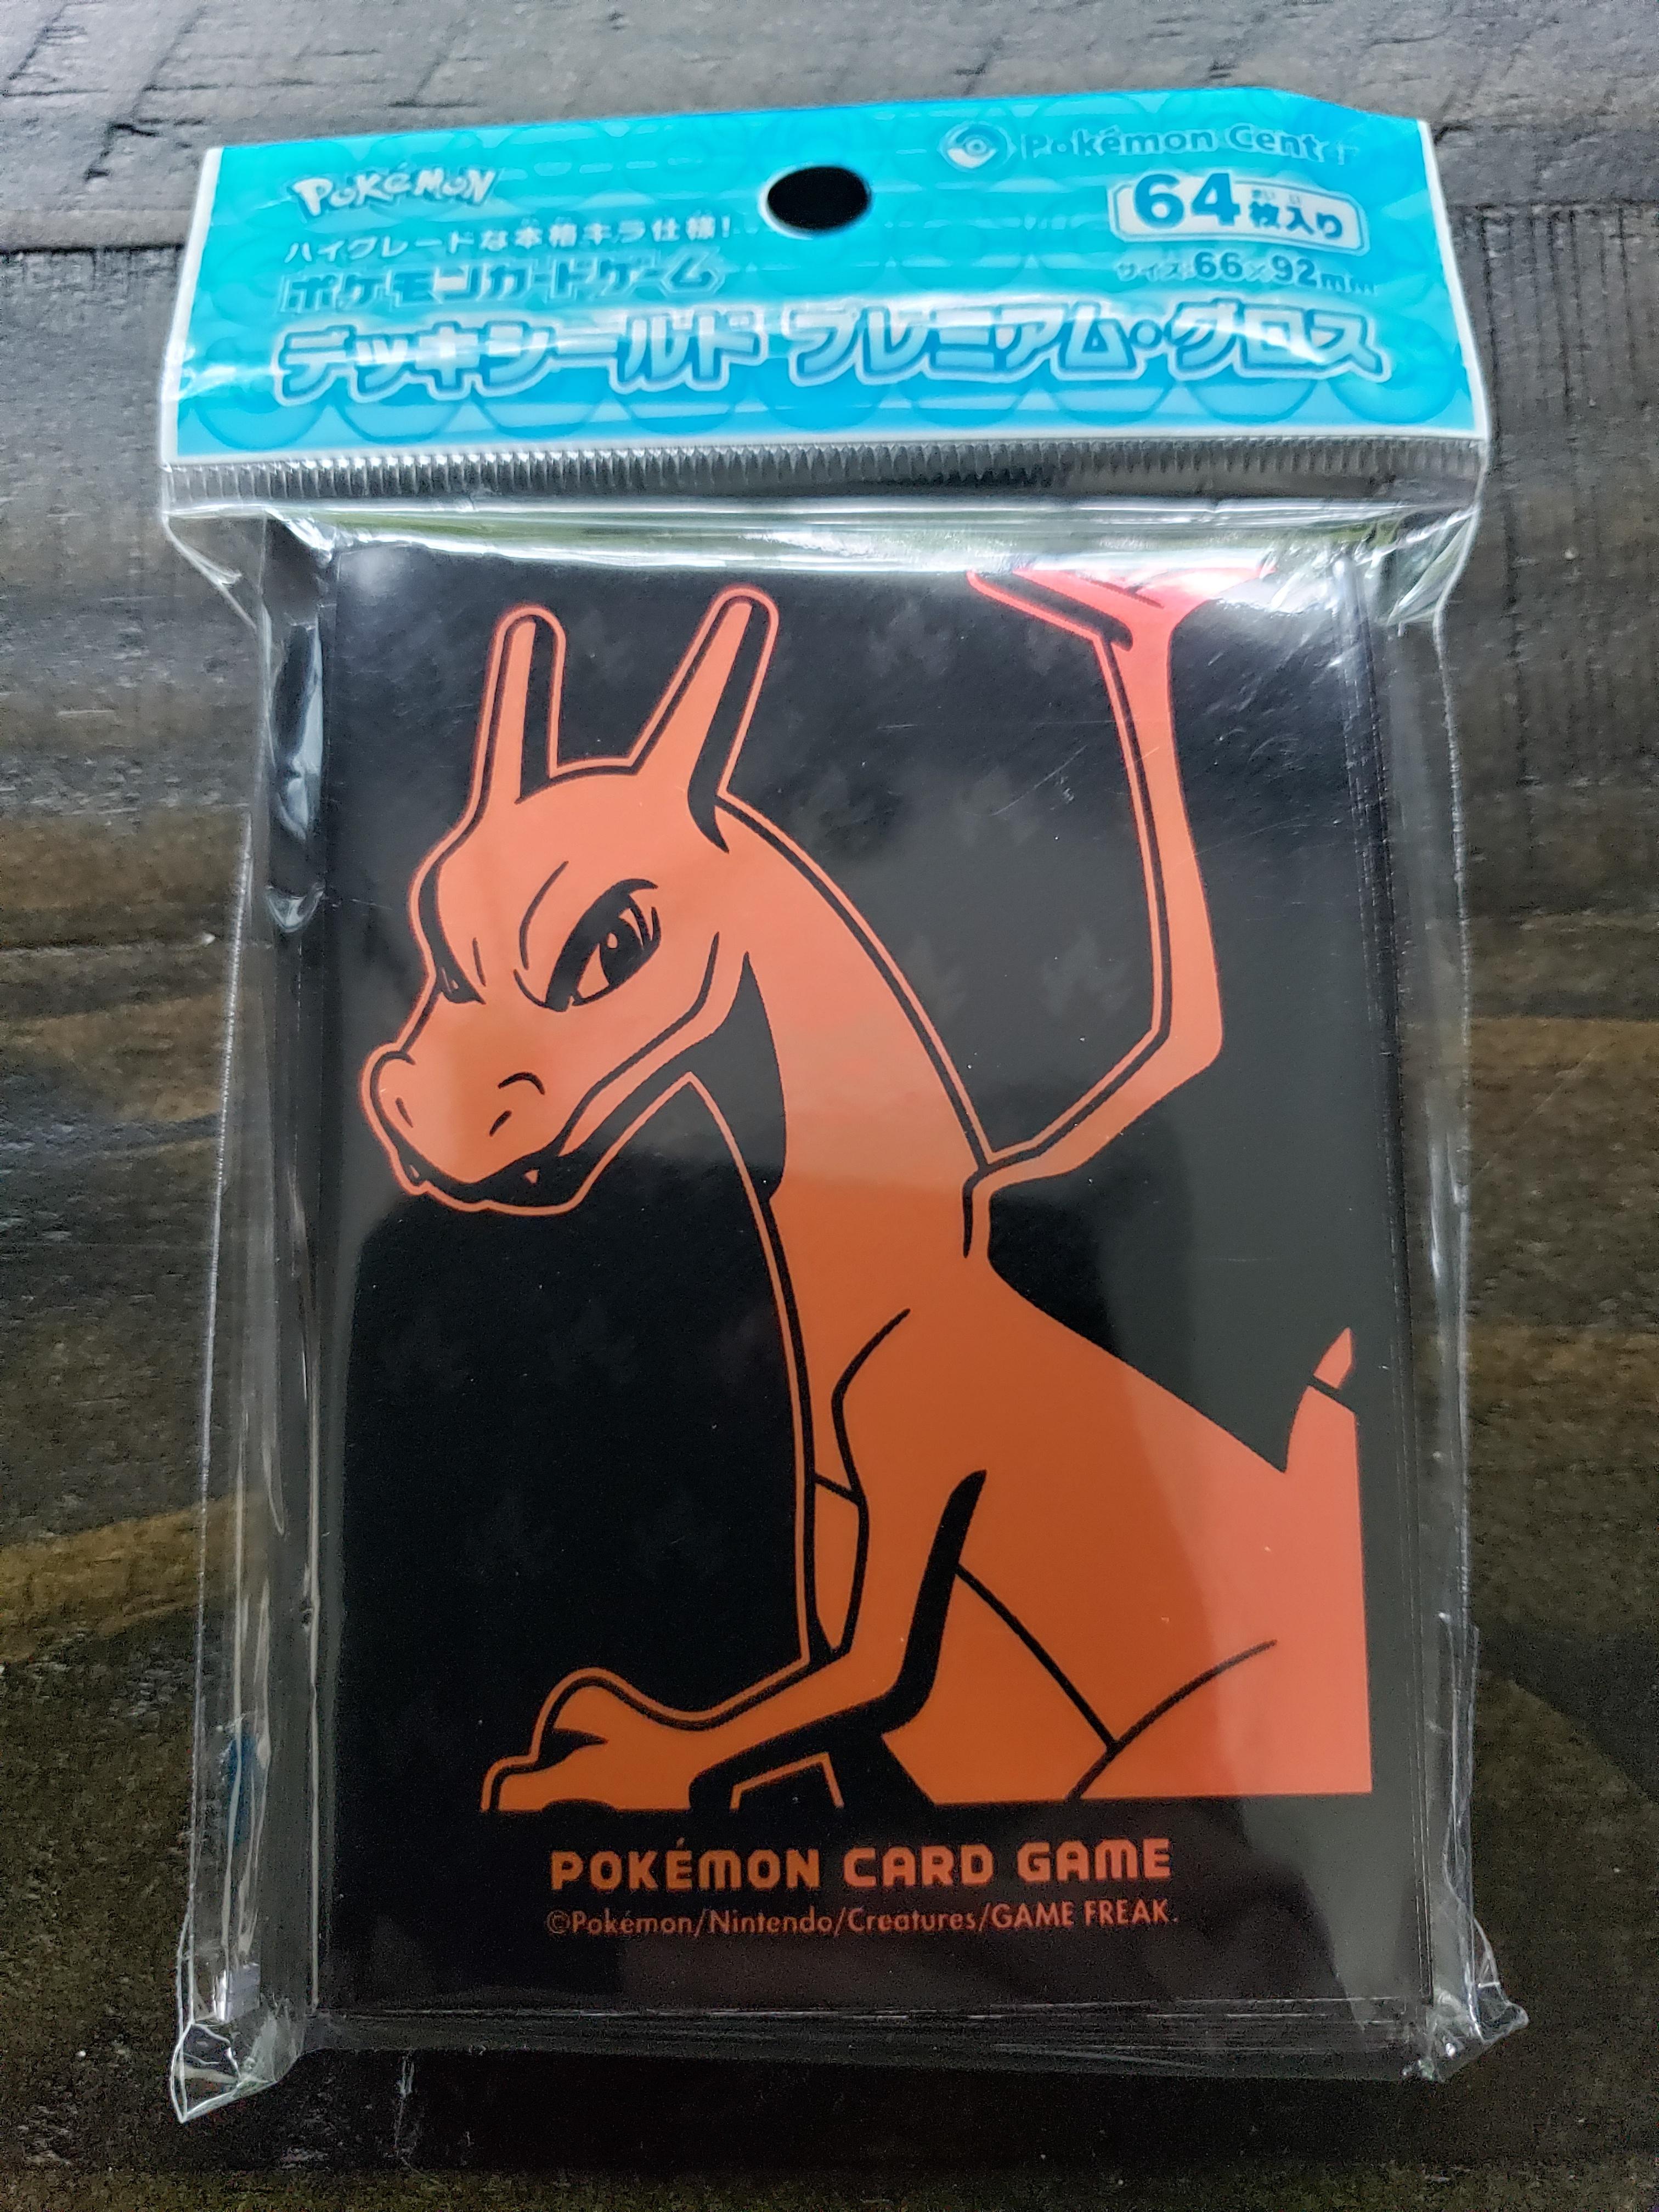 Pokémon Center
POKéMON
64枚入り
ハイグレードな本格キラ仕様!
サイズ:66×92mm
ポケモンカードゲーム
デッキシールド プレミアム・グロス
POKÉMON CARD GAME
©Pokémon/Nintendo/Creatures/GAME FREAK.